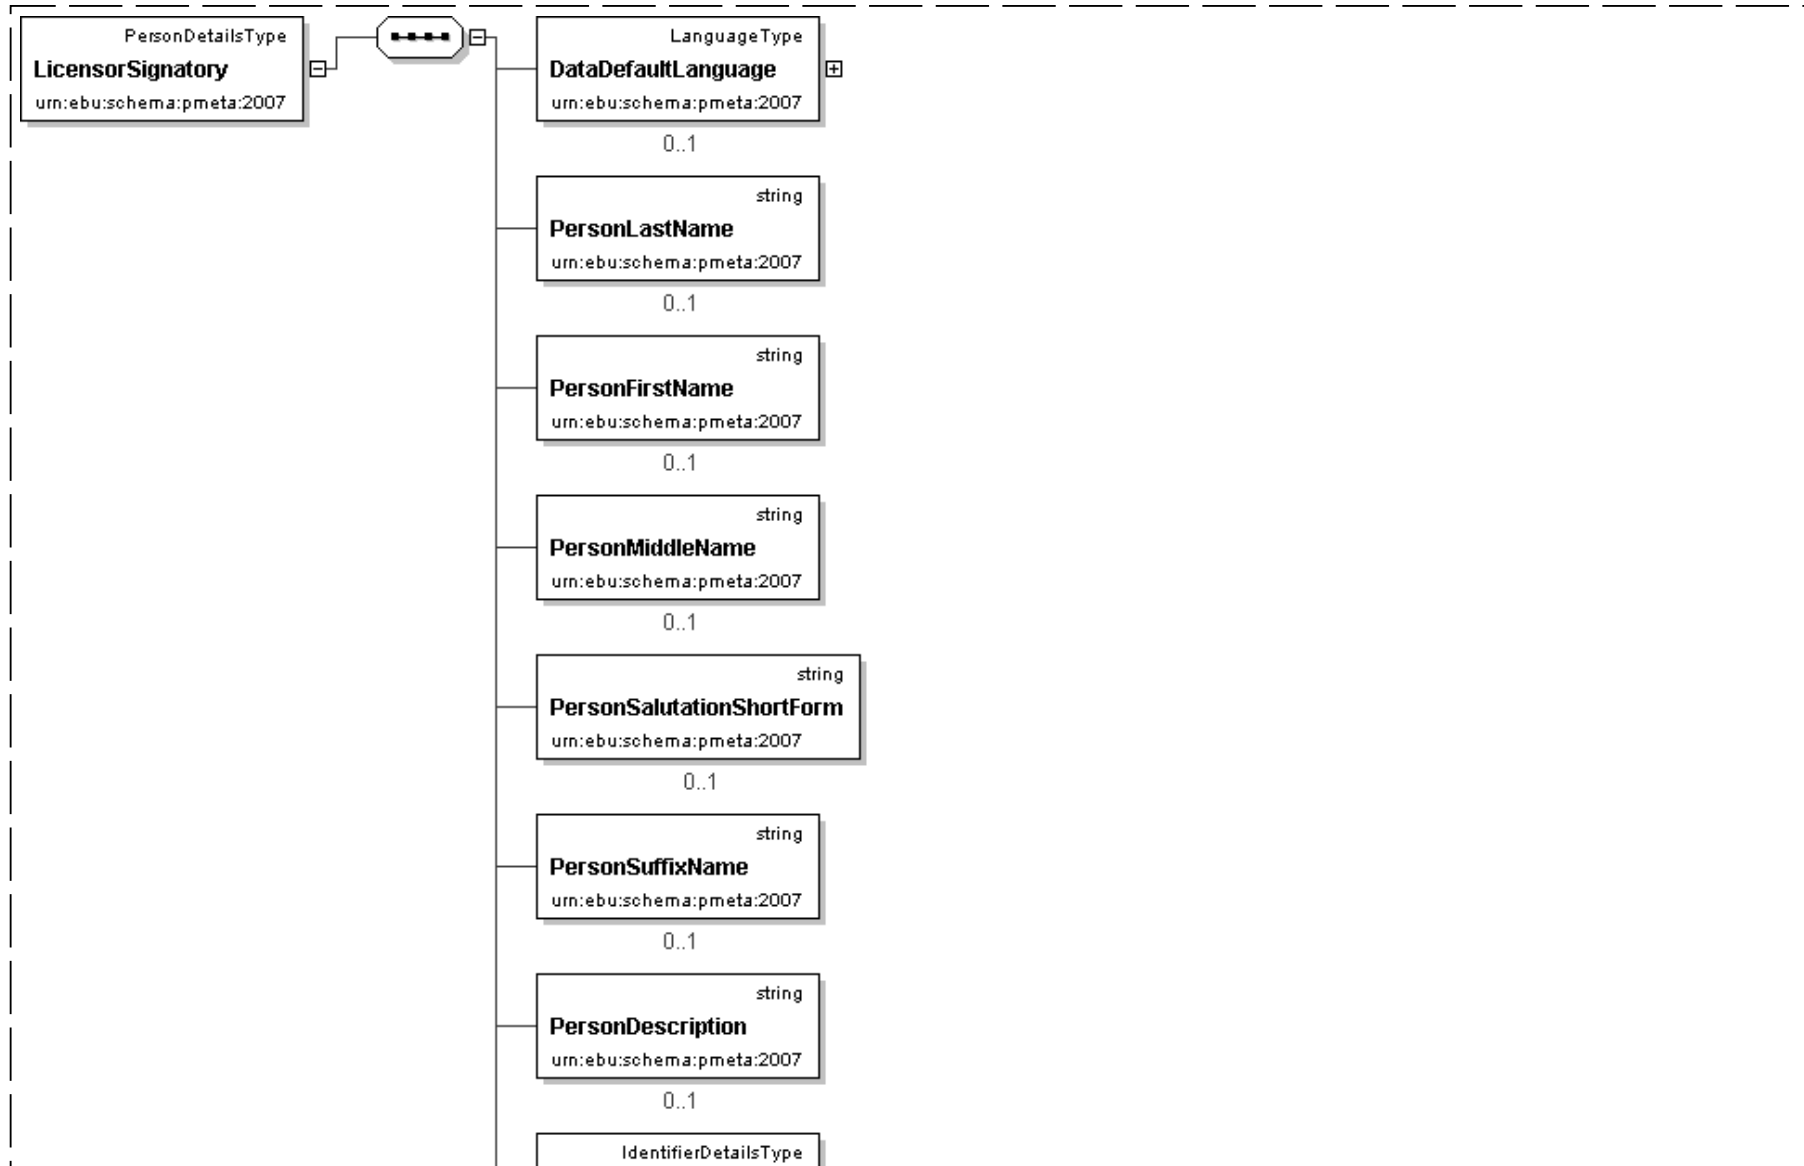 PersonDetailsType
LicensorSignatory
urn:ebu:schema:pmeta:2007
LanguageType
DataDefaultLanguage
urn:ebu:schema:pmeta:2007
0..1
string
PersonLastName
urn:ebu:schema:pmeta:2007
0..1
string
PersonFirstName
urn:ebu:schema:pmeta:2007
0..1
string
PersonMiddleName
urn:ebu:schema:pmeta:2007
0..1
string
PersonSalutationShortForm
urn:ebu:schema:pmeta:2007
0..1
string
PersonSuffixName
urn:ebu:schema:pmeta:2007
0..1
string
PersonDescription
urn:ebu:schema:pmeta:2007
0..1
IdentifierDetailsType